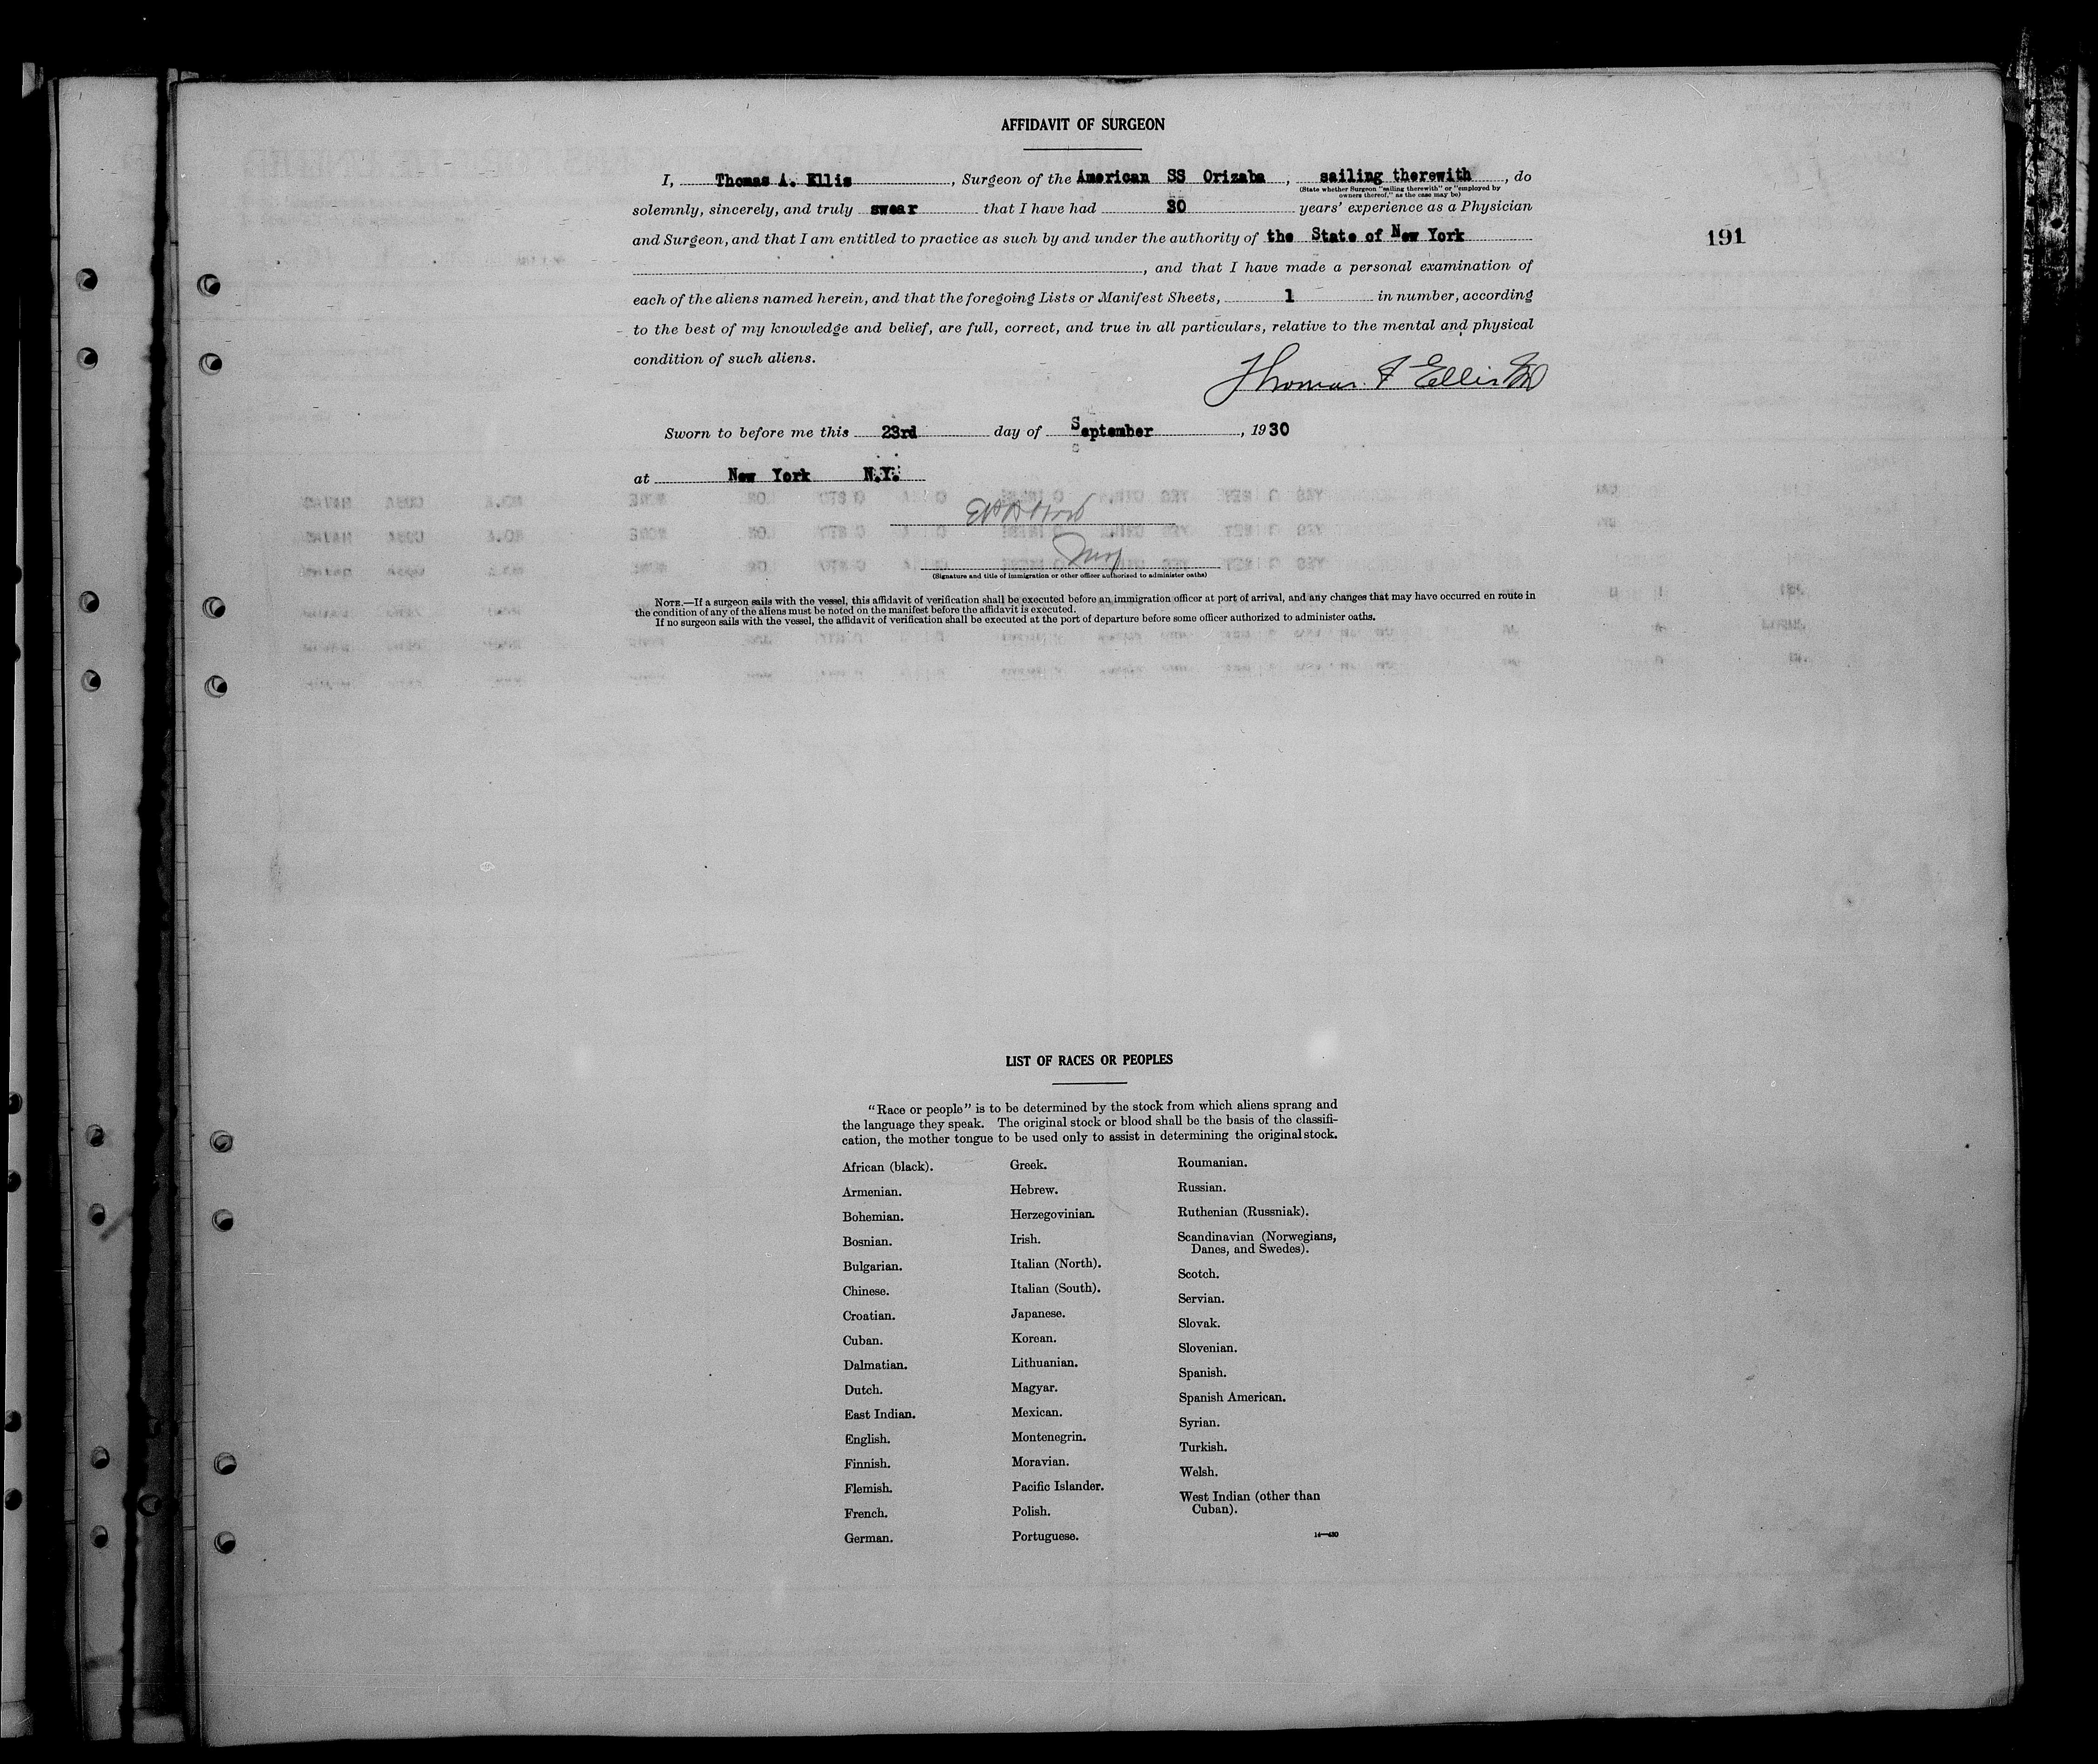 AFFIDAVIT OF SURGEON
I, Thomas A. Ellis, Surgeon of the American SS Orizaba, sailing therewith, do
(State whether Surgeon "sailing therewith" or "employed by
owners thereof," as the case may be)
solemnly, sincerely, and truly swear that I have had 30 years' experience as a Physician
and Surgeon, and that I am entitled to practice as such by and under the authority of the State of New York
191
, and that I have made a personal examination of
each of the aliens named herein, and that the foregoing Lists or Manifest Sheets, 1 in number, according
to the best of my knowledge and belief, are full, correct, and true in all particulars, relative to the mental and physical
condition of such aliens.
Thomas A Ellis MD
Sworn to before me this 23rd day of September, 1930
at New York N.Y.
(Signature and title of immigration or other officer authorized to administer oaths)
NOTE.—If a surgeon sails with the vessel, this affidavit of verification shall be executed before an immigration officer at port of arrival, and any changes that may have occurred en route in
the condition of any of the aliens must be noted on the manifest before the affidavit is executed.
If no surgeon sails with the vessel, the affidavit of verification shall be executed at the port of departure before some officer authorized to administer oaths.
LIST OF RACES OR PEOPLES
"Race or people" is to be determined by the stock from which aliens sprang and
the language they speak. The original stock or blood shall be the basis of the classifi-
cation, the mother tongue to be used only to assist in determining the original stock.
African (black).
Armenian.
Bohemian.
Bosnian.
Bulgarian.
Chinese.
Croatian.
Cuban.
Dalmatian.
Dutch.
East Indian.
English.
Finnish.
Flemish.
French.
German.
Greek.
Hebrew.
Herzegovinian.
Irish.
Italian (North).
Italian (South).
Japanese.
Korean.
Lithuanian.
Magyar.
Mexican.
Montenegrin.
Moravian.
Pacific Islander.
Polish.
Portuguese.
Roumanian.
Russian.
Ruthenian (Russniak).
Scandinavian (Norwegians,
Danes, and Swedes).
Scotch.
Servian.
Slovak.
Slovenian.
Spanish.
Spanish American.
Syrian.
Turkish.
Welsh.
West Indian (other than
Cuban).
14—430